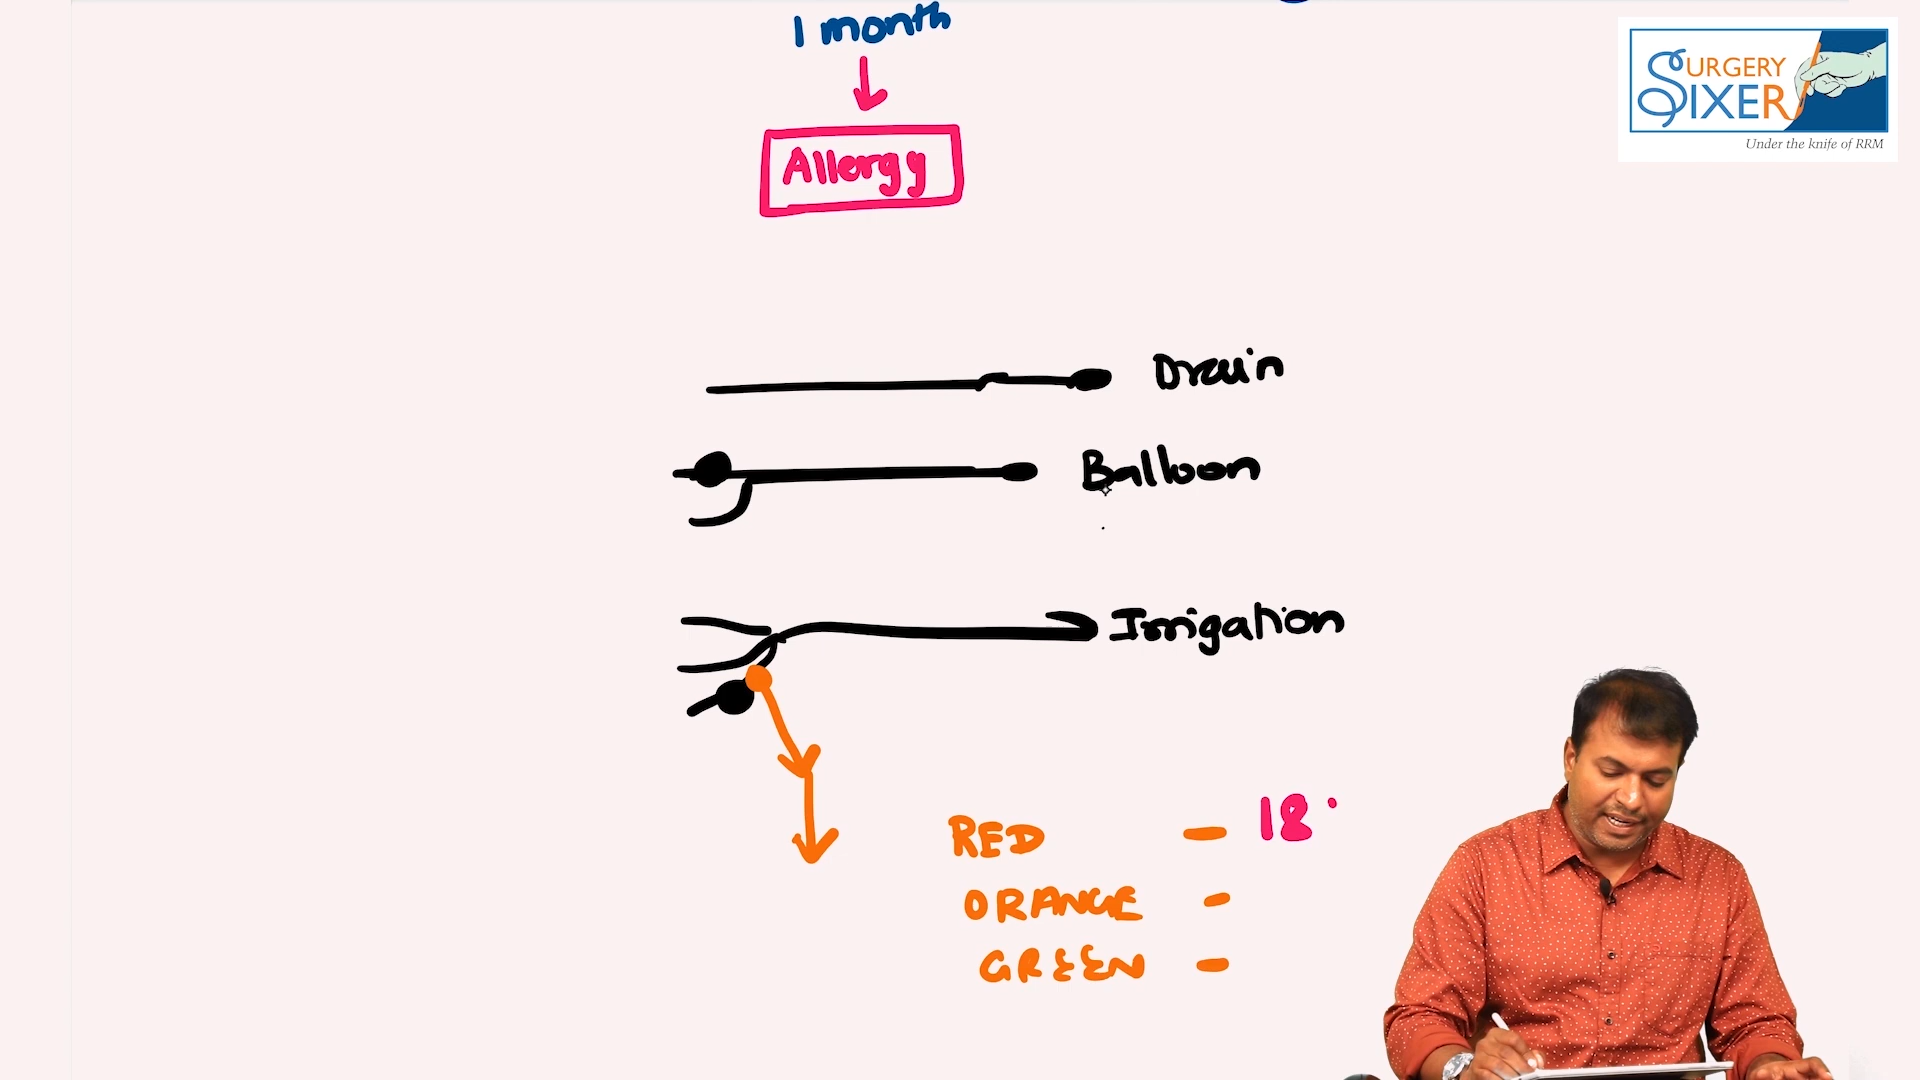 1 month
SURGERY
SIXER
Under the knife of RRM
Allergy
Drain
Balloon
Irrigation
RED - 18
ORANGE -
GREEN -